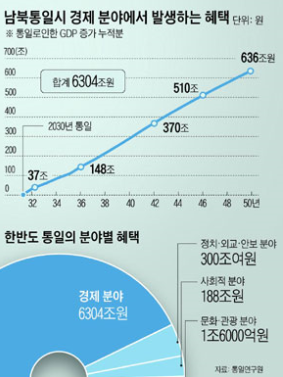 남북통일시 경제 분야에서 발생하는 혜택 단위: 원
※ 통일로인한 GDP 증가 누적분
700(조)
600
500
400
300
200
100
0
합계 6304조원
2030년 통일
37조
148조
370조
510조
636조원
32 34 36 38 40 42 44 46 48 50년
한반도 통일의 분야별 혜택
경제 분야
6304조원
정치·외교·안보 분야
300조여원
사회적 분야
188조원
문화·관광 분야
1조6000억원
자료: 통일연구원